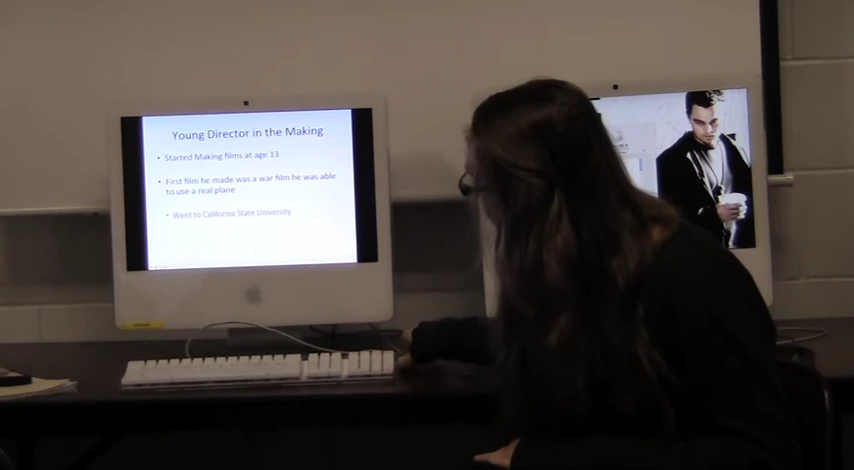 Young Director in the Making
• Started Making films at age 13
• First film he made was a war film he was able
to use a real plane
• Went to California State University